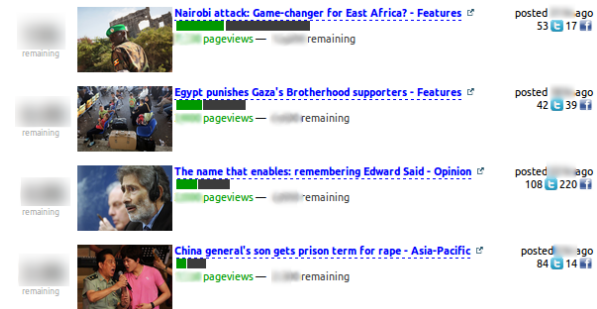 Nairobi attack: Game-changer for East Africa? - Features
posted ago
53 17
pageviews — remaining
remaining
Egypt punishes Gaza's Brotherhood supporters - Features
posted ago
42 39
pageviews — remaining
remaining
The name that enables: remembering Edward Said - Opinion
posted ago
108 220
pageviews — remaining
remaining
China general's son gets prison term for rape - Asia-Pacific
posted ago
84 14
pageviews — remaining
remaining